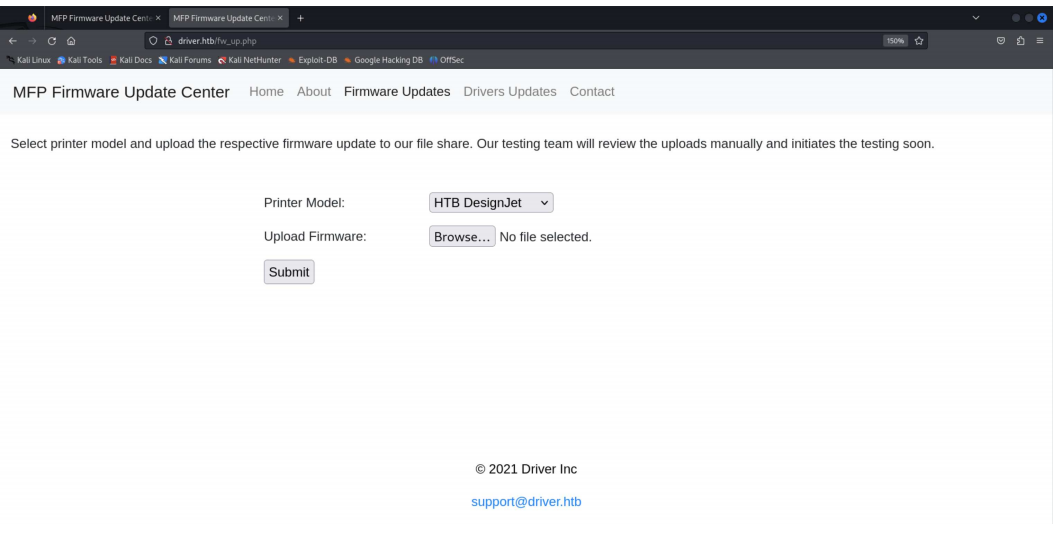 MFP Firmware Update Cente
MFP Firmware Update Cente
driver.htb/fw_up.php
150%
Kali Linux Kali Tools Kali Docs Kali Forums Kali NetHunter Exploit-DB Google Hacking DB OffSec
MFP Firmware Update Center Home About Firmware Updates Drivers Updates Contact
Select printer model and upload the respective firmware update to our file share. Our testing team will review the uploads manually and initiates the testing soon.
Printer Model: HTB DesignJet
Upload Firmware: Browse... No file selected.
Submit
© 2021 Driver Inc
support@driver.htb